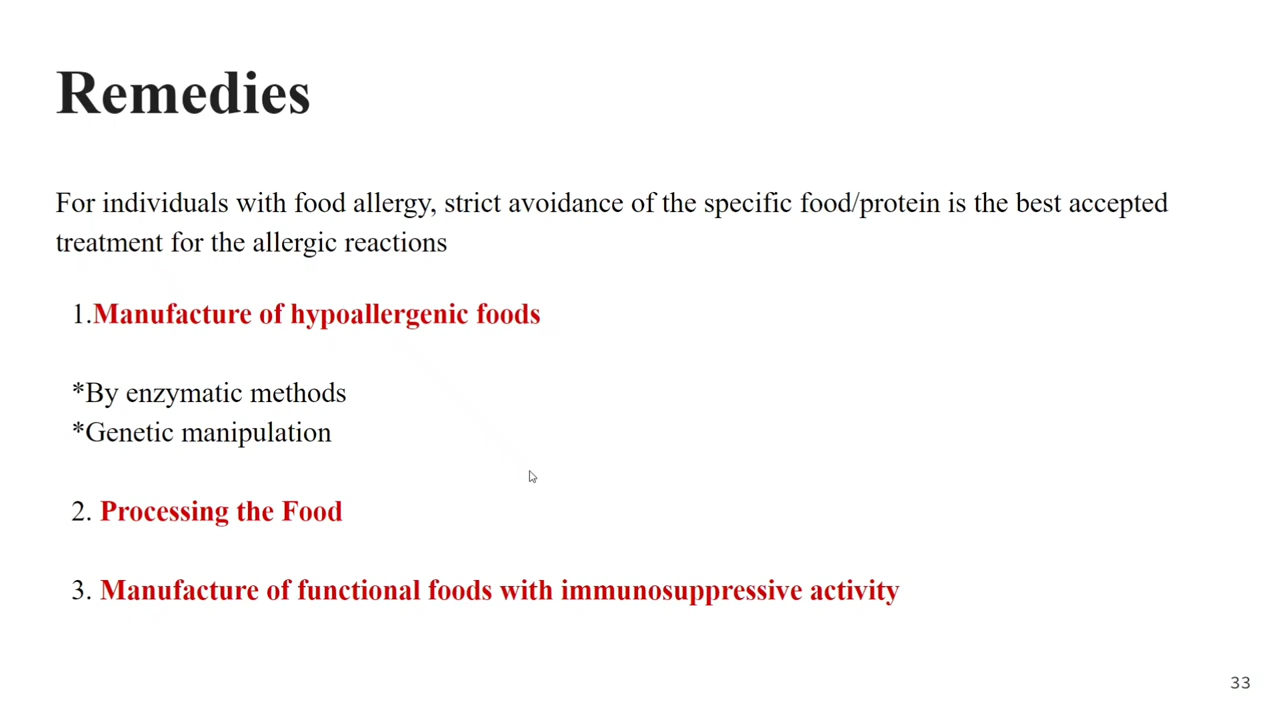 Remedies
For individuals with food allergy, strict avoidance of the specific food/protein is the best accepted
treatment for the allergic reactions
1.Manufacture of hypoallergenic foods
*By enzymatic methods
*Genetic manipulation
2. Processing the Food
3. Manufacture of functional foods with immunosuppressive activity
33